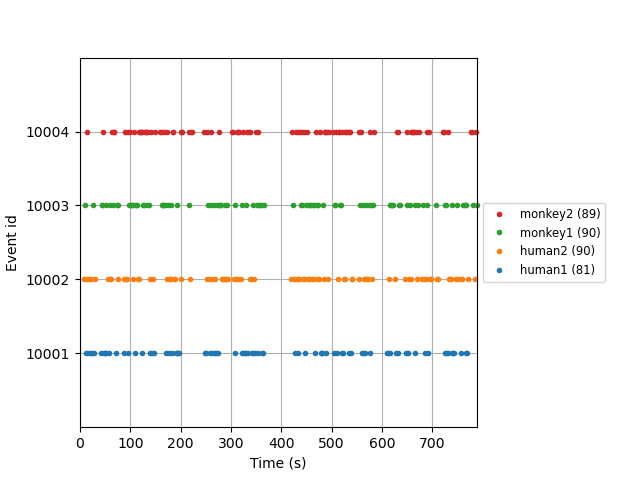 10004
10003
10002
10001
Event id
0 100 200 300 400 500 600 700
Time (s)
monkey2 (89)
monkey1 (90)
human2 (90)
human1 (81)